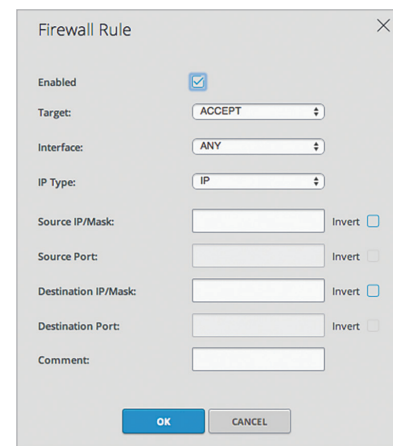 Firewall Rule
Enabled
Target: ACCEPT
Interface: ANY
IP Type: IP
Source IP/Mask: Invert
Source Port: Invert
Destination IP/Mask: Invert
Destination Port: Invert
Comment:
OK CANCEL